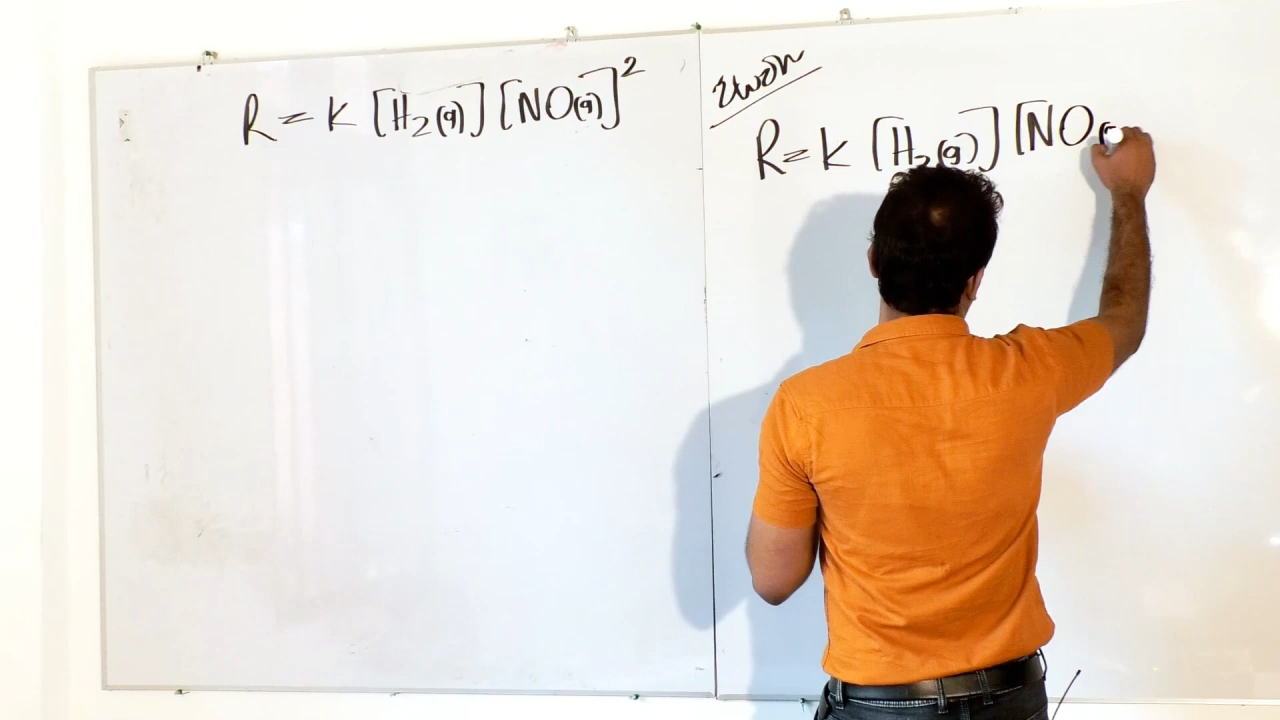 R = K [H₂(g)] [NO(g)]²
R = K [H₂(g)] [NO(